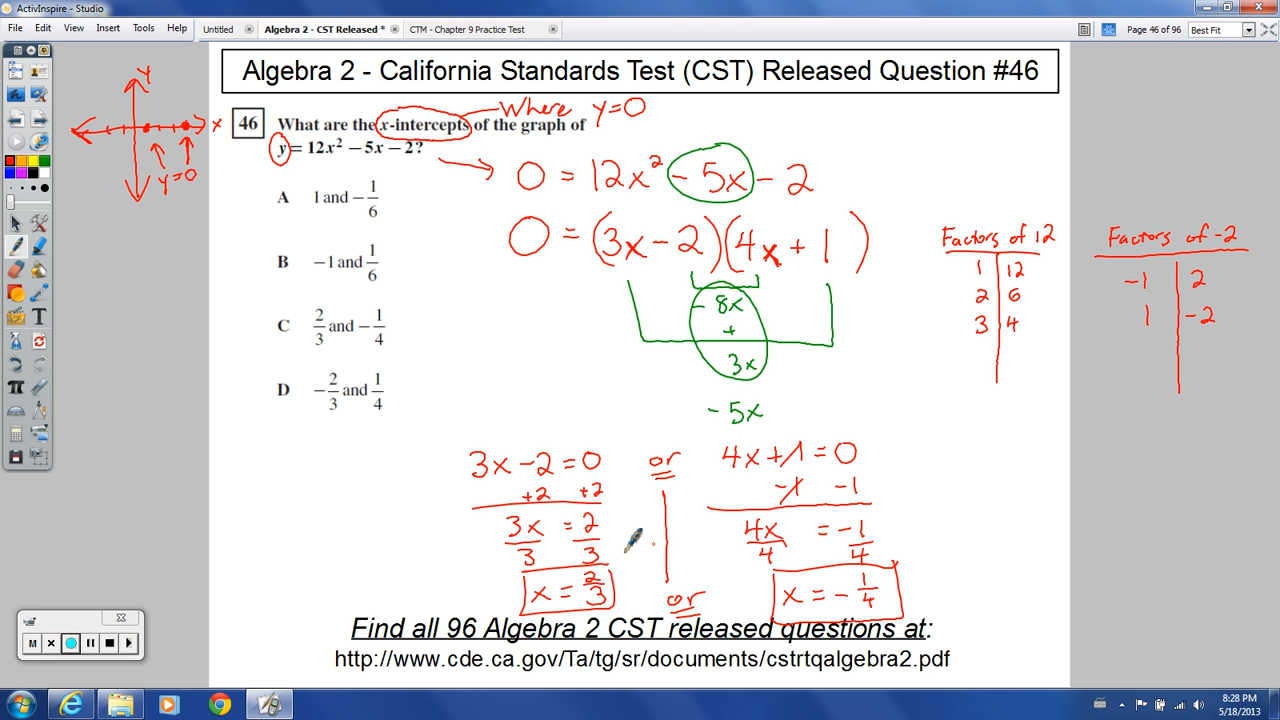 ActivInspire - Studio
File Edit View Insert Tools Help
Untitled
Algebra 2 - CST Released *
CTM - Chapter 9 Practice Test
Page 46 of 96
Best Fit
Algebra 2 - California Standards Test (CST) Released Question #46
y
x
y=0
Where y=0
46 What are the x-intercepts of the graph of
y = 12x² − 5x − 2?
A 1 and −1/6
B −1 and 1/6
C 2/3 and −1/4
D −2/3 and 1/4
0 = 12x² − 5x − 2
0 = (3x − 2)(4x + 1)
− 8x
+
3x
− 5x
Factors of 12
1 12
2 6
3 4
Factors of -2
-1 2
1 -2
3x − 2 = 0 or 4x + 1 = 0
+2 +2 -1 -1
3x/3 = 2/3 4x/4 = -1/4
x = 2/3 or x = - 1/4
Find all 96 Algebra 2 CST released questions at:
http://www.cde.ca.gov/Ta/tg/sr/documents/cstrtqalgebra2.pdf
M
8:28 PM
5/18/2013